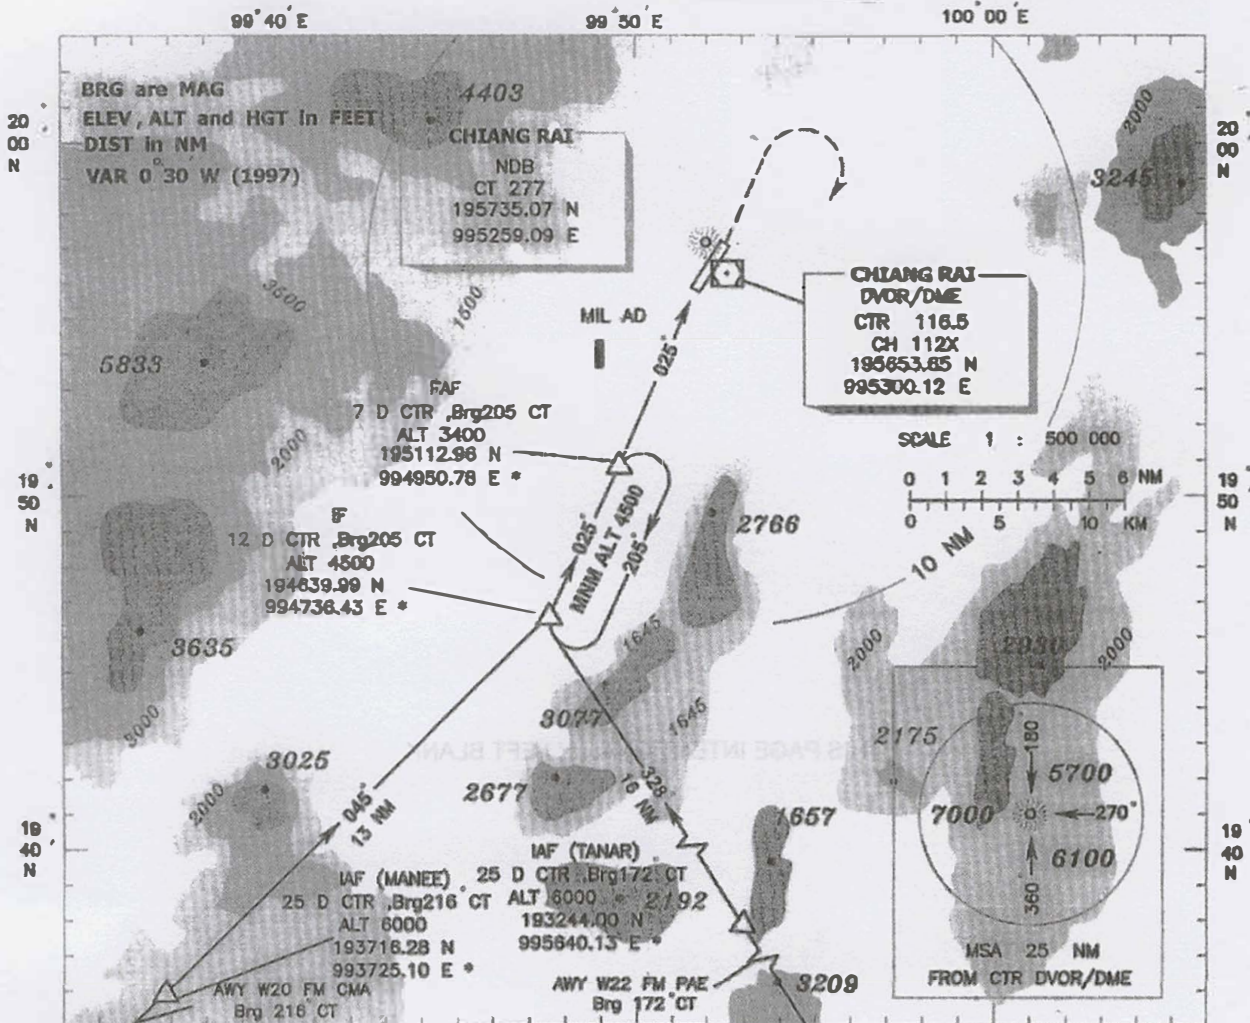 99°40'E
99°50'E
100°00'E
BRG are MAG
ELEV, ALT and HGT in FEET
DIST in NM
VAR 0°30'W (1997)
20°
00'
N
20°
00'
N
4403
CHIANG RAI
NDB
CT 277
195735.07 N
995259.09 E
2000
3245
3500
1500
5833
2000
MIL AD
025°
CHIANG RAI
DVOR/DME
CTR 116.5
CH 112X
195653.65 N
995300.12 E
FAF
7 D CTR ,Brg205 CT
ALT 3400
195112.96 N
994950.78 E *
SCALE 1 : 500 000
0 1 2 3 4 5 6 NM
0 5 10 KM
19°
50'
N
19°
50'
N
IF
12 D CTR ,Brg205 CT
ALT 4500
194639.99 N
994736.43 E *
025°
MNM ALT 4500
205°
2766
10 NM
3635
3000
1645
3077
1645
2000
2930
2000
2175
3025
2000
2677
045°
13 NM
328°
16 NM
1657
180°
5700
7000
270°
6100
360°
MSA 25 NM
FROM CTR DVOR/DME
19°
40'
N
19°
40'
N
IAF (MANEE)
25 D CTR ,Brg216°CT
ALT 6000
193716.28 N
993725.10 E *
IAF (TANAR)
25 D CTR ,Brg172°CT
ALT 6000
193244.00 N
995640.13 E *
2192
AWY W20 FM CMA
Brg 216°CT
AWY W22 FM PAE
Brg 172°CT
3209